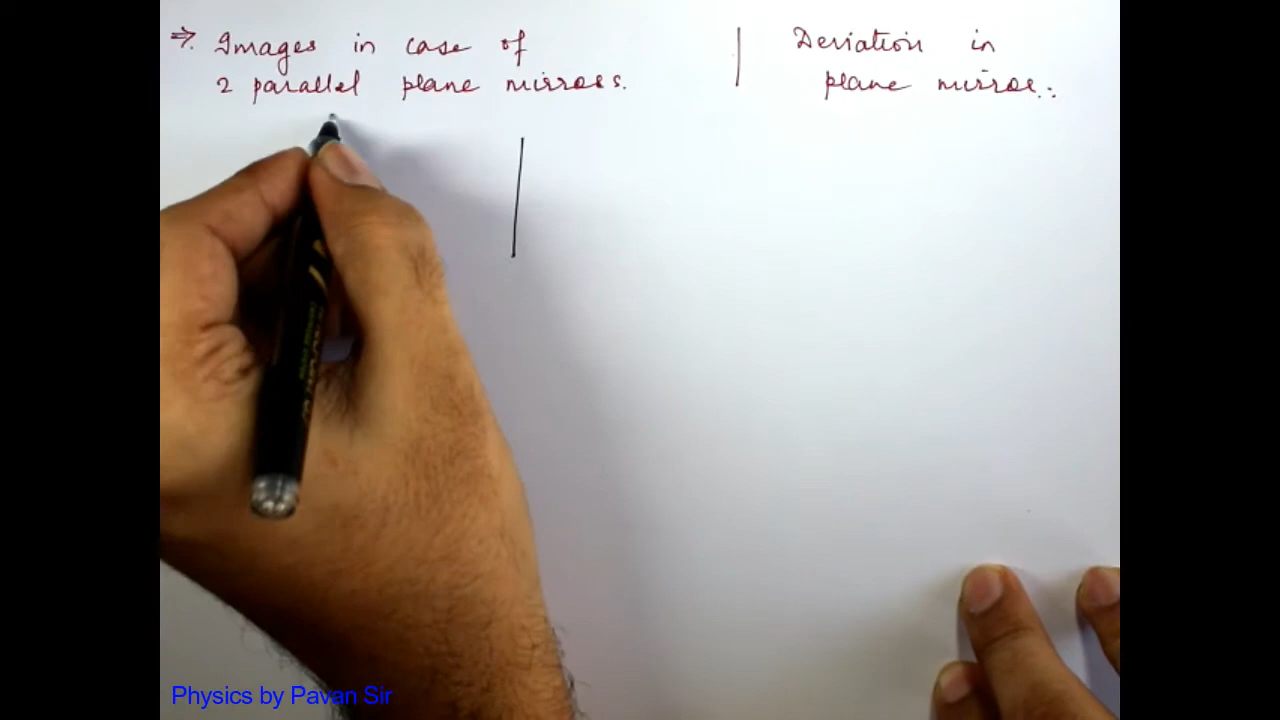 ⇒. Images in case of
2 parallel plane mirrors.
Deviation in
plane mirror.:
Physics by Pavan Sir